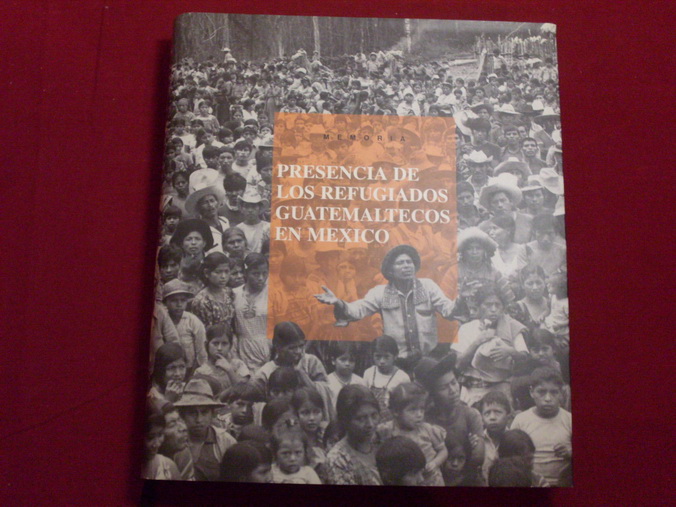 MEMORIA
PRESENCIA DE
LOS REFUGIADOS
GUATEMALTECOS
EN MEXICO